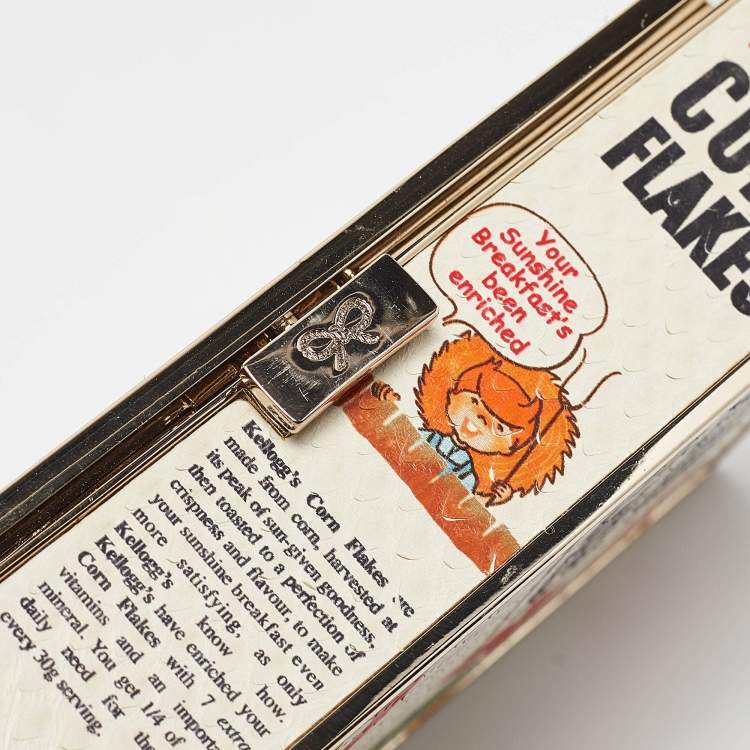 CO
FLAKES
Your
Sunshine
Breakfast's
been
enriched
Kellogg's Corn Flakes are
made from corn, harvested at
its peak of sun-given goodness,
then toasted to a perfection of
crispness and flavour, to make
your sunshine breakfast even
more satisfying, as only
Kellogg's know how.
Kellogg's have enriched your
Corn Flakes with 7 extra
vitamins and an import-
mineral. You get 1/4 of
daily need for the
every 30g serving.